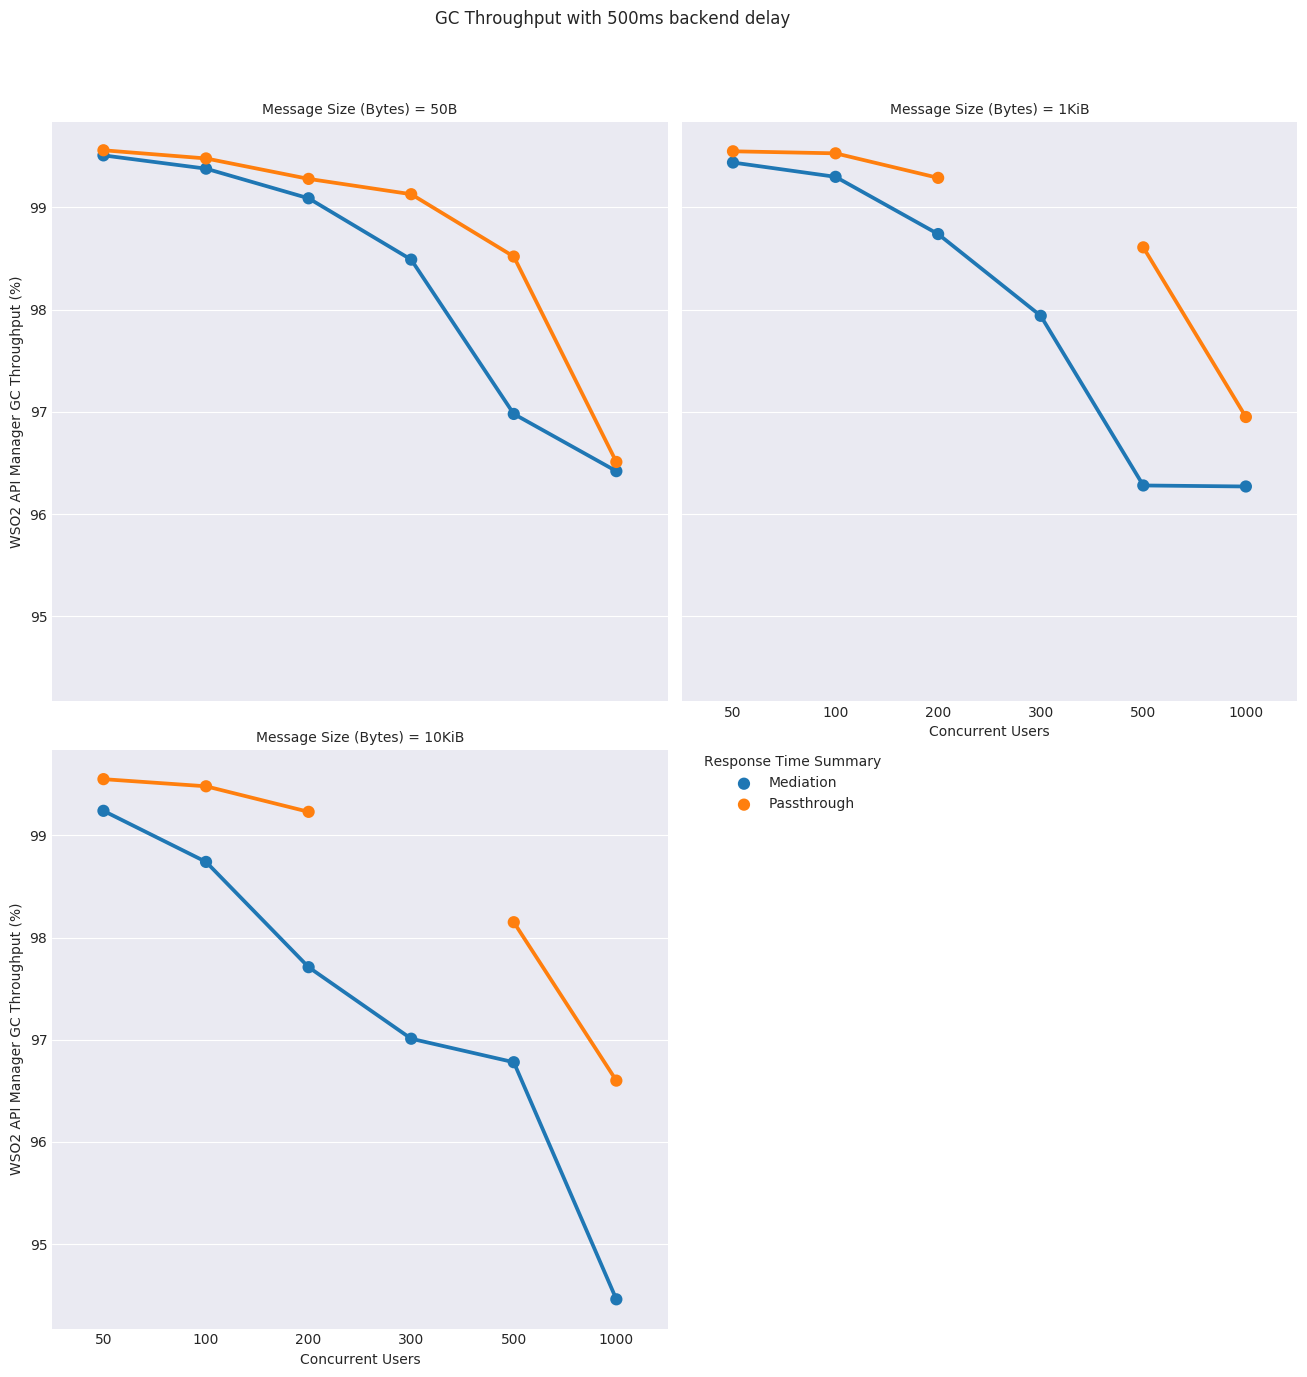 GC Throughput with 500ms backend delay
Message Size (Bytes) = 50B
Message Size (Bytes) = 1KiB
WSO2 API Manager GC Throughput (%)
99
98
97
96
95
50 100 200 300 500 1000
Concurrent Users
Message Size (Bytes) = 10KiB
Response Time Summary
Mediation
Passthrough
WSO2 API Manager GC Throughput (%)
99
98
97
96
95
50 100 200 300 500 1000
Concurrent Users